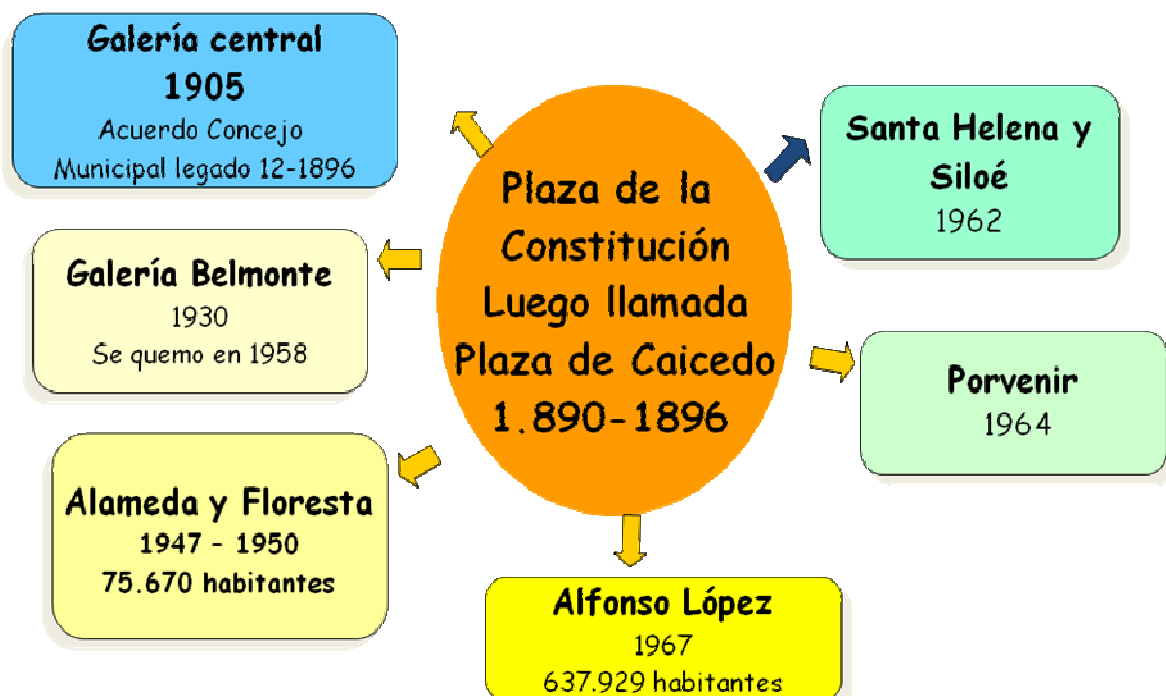 Galería central
1905
Acuerdo Concejo
Municipal legado 12-1896
Galería Belmonte
1930
Se quemo en 1958
Alameda y Floresta
1947 - 1950
75.670 habitantes
Plaza de la
Constitución
Luego llamada
Plaza de Caicedo
1.890-1896
Santa Helena y
Siloé
1962
Porvenir
1964
Alfonso López
1967
637.929 habitantes